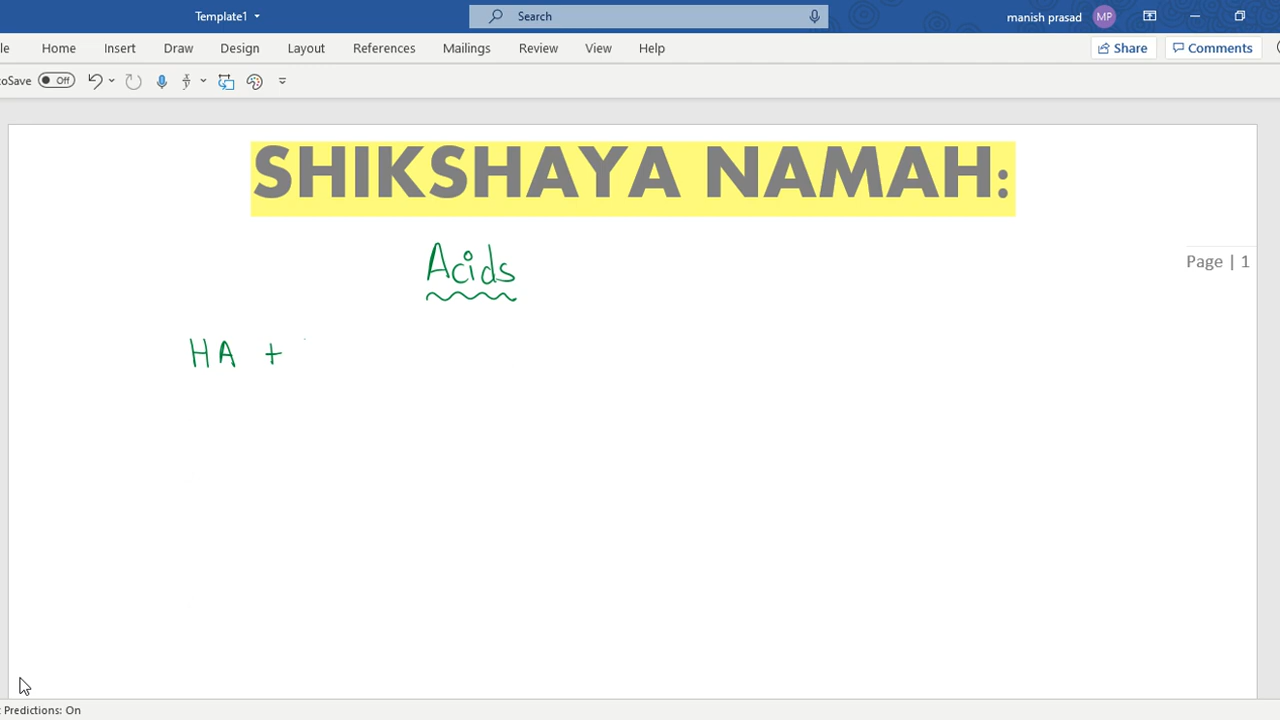 Template1
Search
manish prasad
MP
le
Home
Insert
Draw
Design
Layout
References
Mailings
Review
View
Help
Share
Comments
oSave
Off
SHIKSHAYA NAMAH:
Acids
Page | 1
HA +
Predictions: On